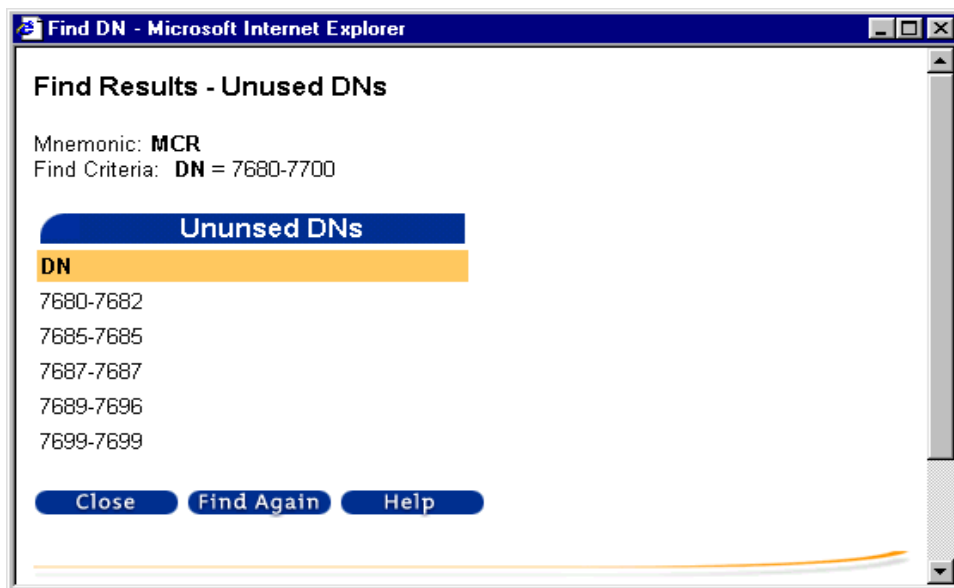 Find DN - Microsoft Internet Explorer
Find Results - Unused DNs
Mnemonic: MCR
Find Criteria: DN = 7680-7700
Ununsed DNs
DN
7680-7682
7685-7685
7687-7687
7689-7696
7699-7699
Close Find Again Help